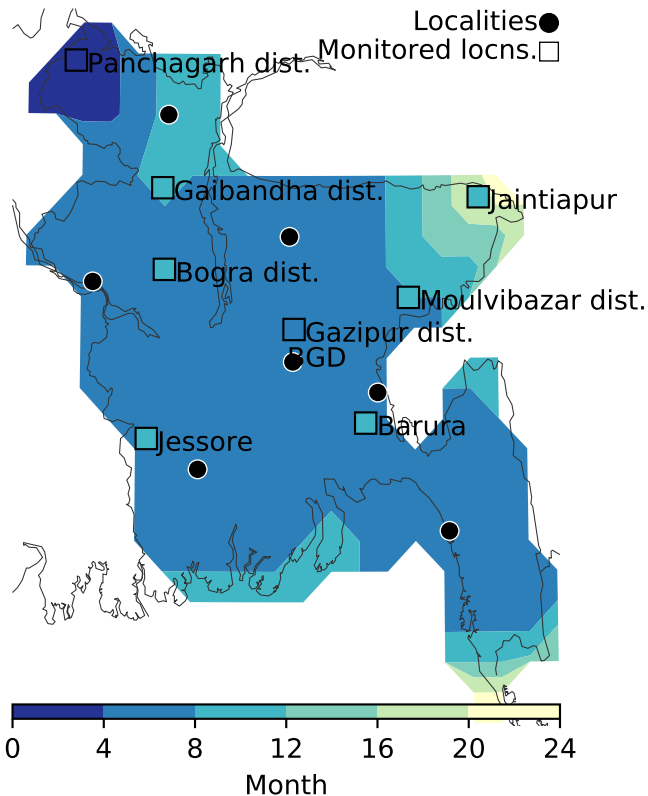 Localities
Monitored locns.
Panchagarh dist.
Gaibandha dist.
Jaintiapur
Bogra dist.
Moulvibazar dist.
Gazipur dist.
BGD
Barura
Jessore
0 4 8 12 16 20 24
Month